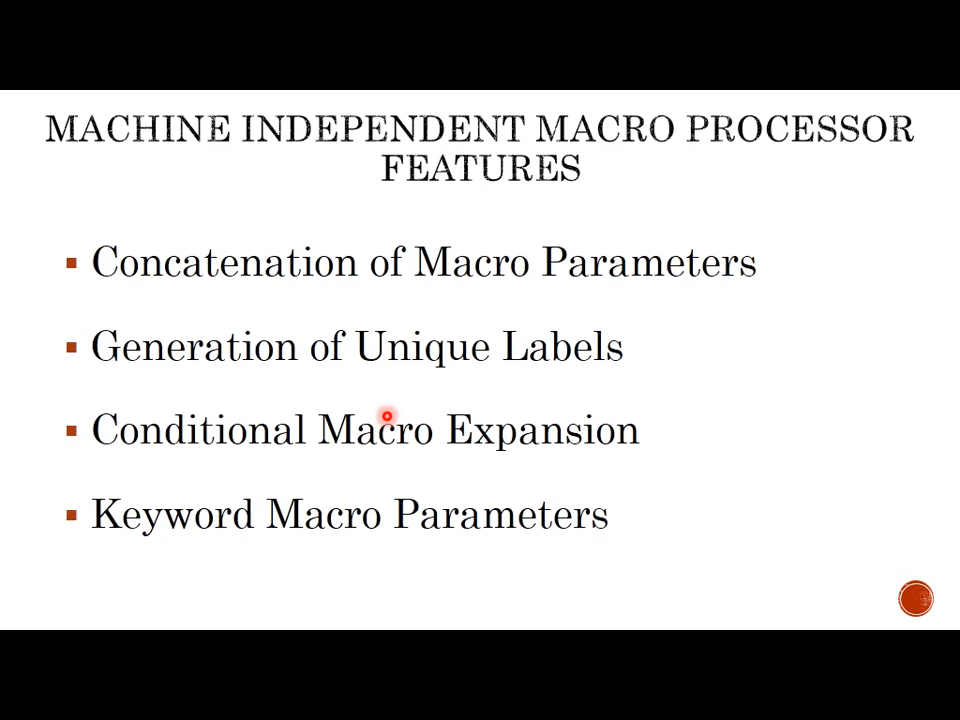 MACHINE INDEPENDENT MACRO PROCESSOR
FEATURES
▪ Concatenation of Macro Parameters
▪ Generation of Unique Labels
▪ Conditional Macro Expansion
▪ Keyword Macro Parameters